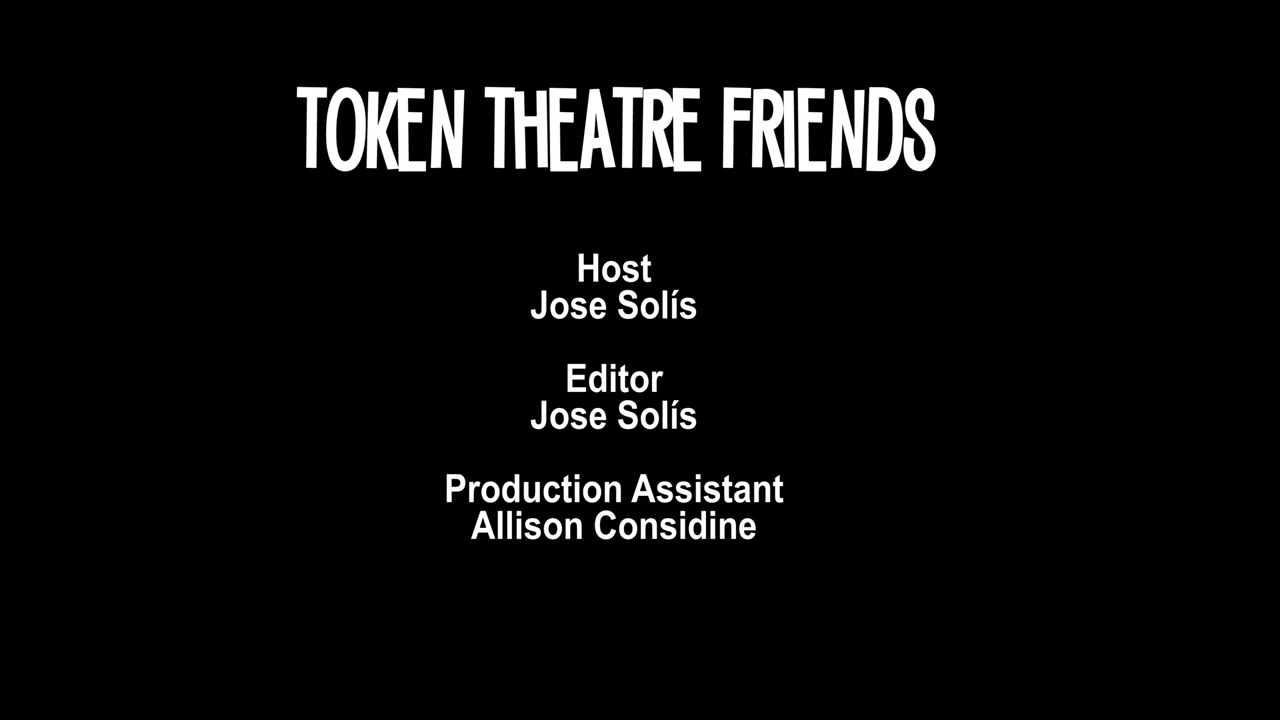 TOKEN THEATRE FRIENDS
Host
Jose Solís
Editor
Jose Solís
Production Assistant
Allison Considine